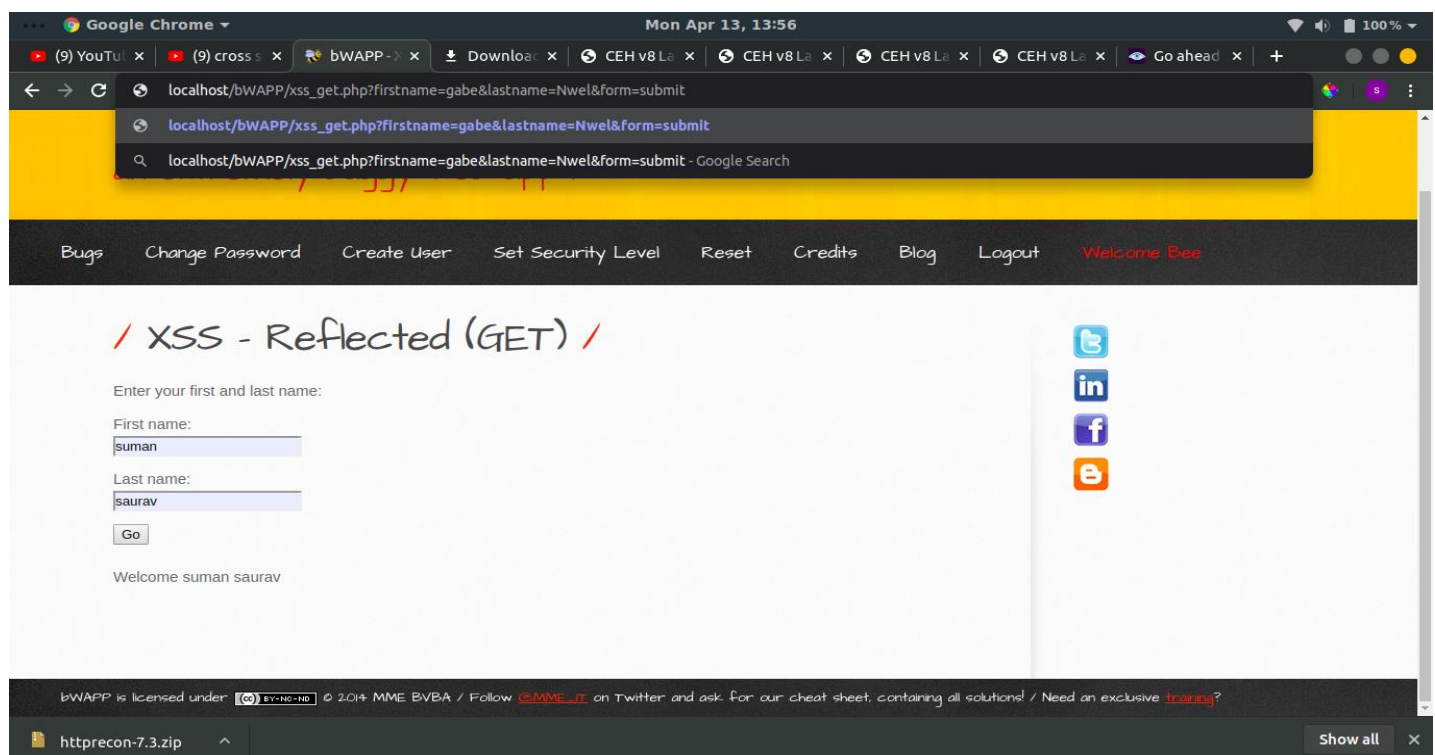 Google Chrome
Mon Apr 13, 13:56
100 %
(9) YouTu
(9) cross s
bWAPP - X
Downloac
CEH v8 La
CEH v8 La
CEH v8 La
CEH v8 La
Go ahead
localhost/bWAPP/xss_get.php?firstname=gabe&lastname=Nwel&form=submit
S
localhost/bWAPP/xss_get.php?firstname=gabe&lastname=Nwel&form=submit
localhost/bWAPP/xss_get.php?firstname=gabe&lastname=Nwel&form=submit - Google Search
Bugs Change Password Create User Set Security Level Reset Credits Blog Logout Welcome Bee
/ XSS - Reflected (GET) /
Enter your first and last name:
First name:
suman
Last name:
saurav
Go
Welcome suman saurav
in
f
bWAPP is licensed under (cc) BY-NC-ND © 2014 MME BVBA / Follow @MME_IT on Twitter and ask for our cheat sheet, containing all solutions! / Need an exclusive training?
httprecon-7.3.zip
Show all